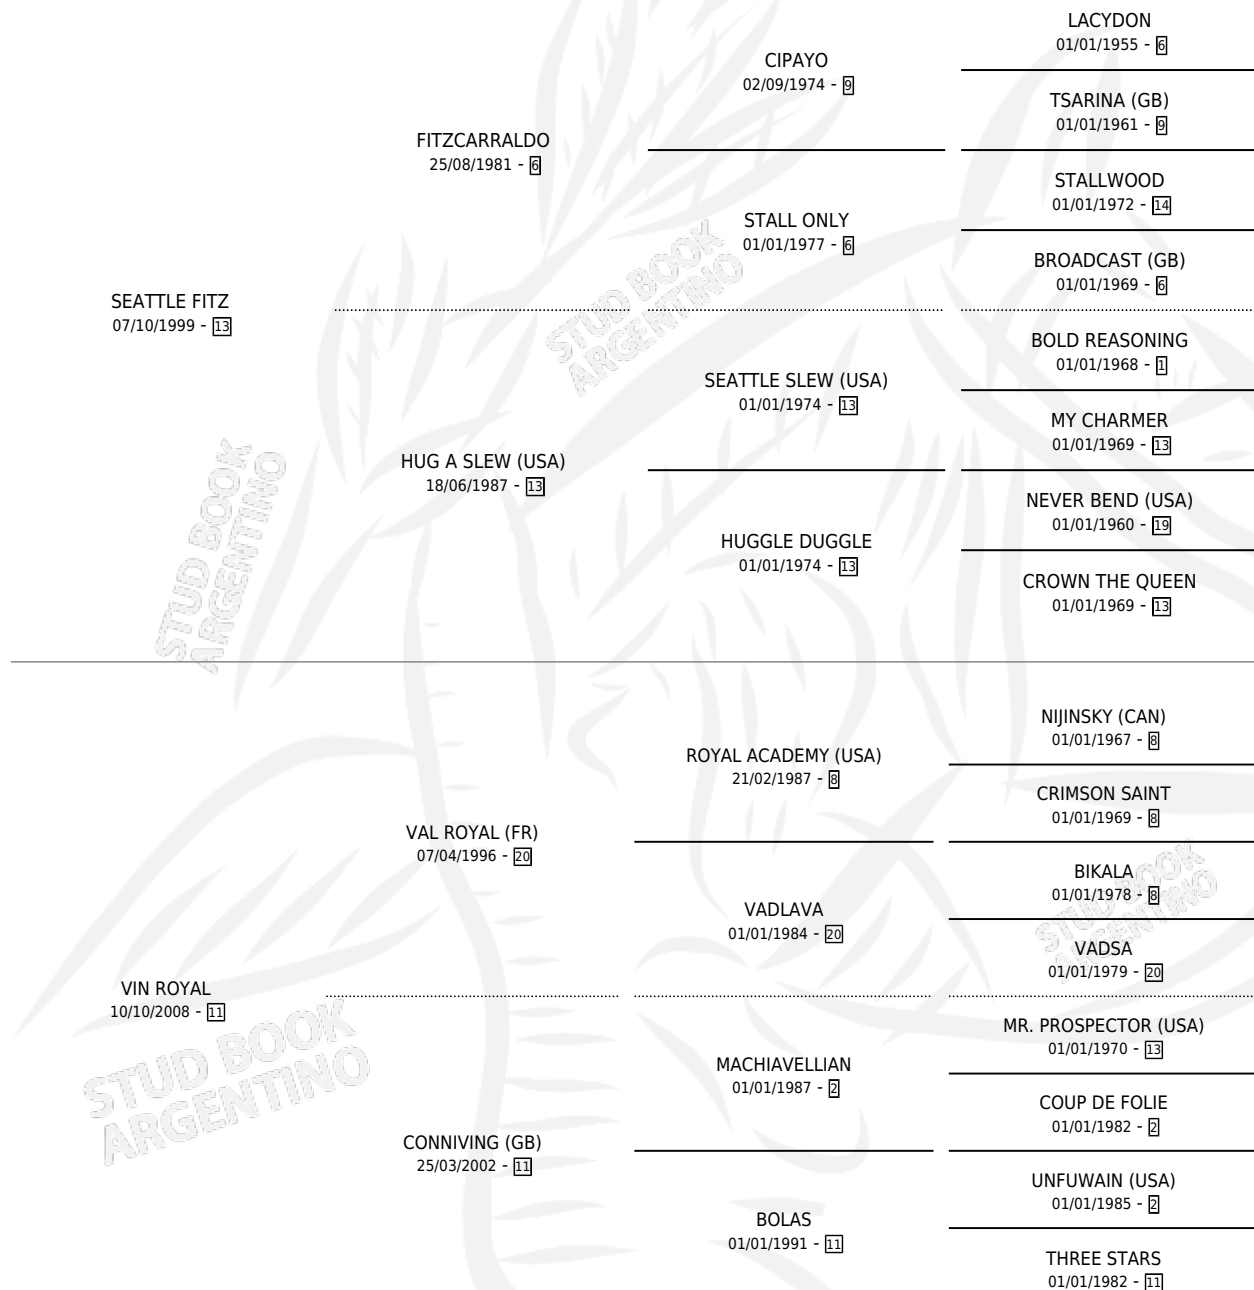 LACYDON
01/01/1955 - 6
CIPAYO
02/09/1974 - 9
TSARINA (GB)
01/01/1961 - 9
FITZCARRALDO
25/08/1981 - 6
STALLWOOD
01/01/1972 - 14
STALL ONLY
01/01/1977 - 6
BROADCAST (GB)
01/01/1969 - 6
SEATTLE FITZ
07/10/1999 - 13
BOLD REASONING
01/01/1968 - 1
SEATTLE SLEW (USA)
01/01/1974 - 13
MY CHARMER
01/01/1969 - 13
HUG A SLEW (USA)
18/06/1987 - 13
NEVER BEND (USA)
01/01/1960 - 19
HUGGLE DUGGLE
01/01/1974 - 13
CROWN THE QUEEN
01/01/1969 - 13
NIJINSKY (CAN)
01/01/1967 - 8
ROYAL ACADEMY (USA)
21/02/1987 - 8
CRIMSON SAINT
01/01/1969 - 8
VAL ROYAL (FR)
07/04/1996 - 20
BIKALA
01/01/1978 - 8
VADLAVA
01/01/1984 - 20
VADSA
01/01/1979 - 20
VIN ROYAL
10/10/2008 - 11
MR. PROSPECTOR (USA)
01/01/1970 - 13
MACHIAVELLIAN
01/01/1987 - 2
COUP DE FOLIE
01/01/1982 - 2
CONNIVING (GB)
25/03/2002 - 11
UNFUWAIN (USA)
01/01/1985 - 2
BOLAS
01/01/1991 - 11
THREE STARS
01/01/1982 - 11
STUD BOOK
ARGENTINO
STUD BOOK
ARGENTINO
STUD BOOK
ARGENTINO
STUD BOOK
ARGENTINO